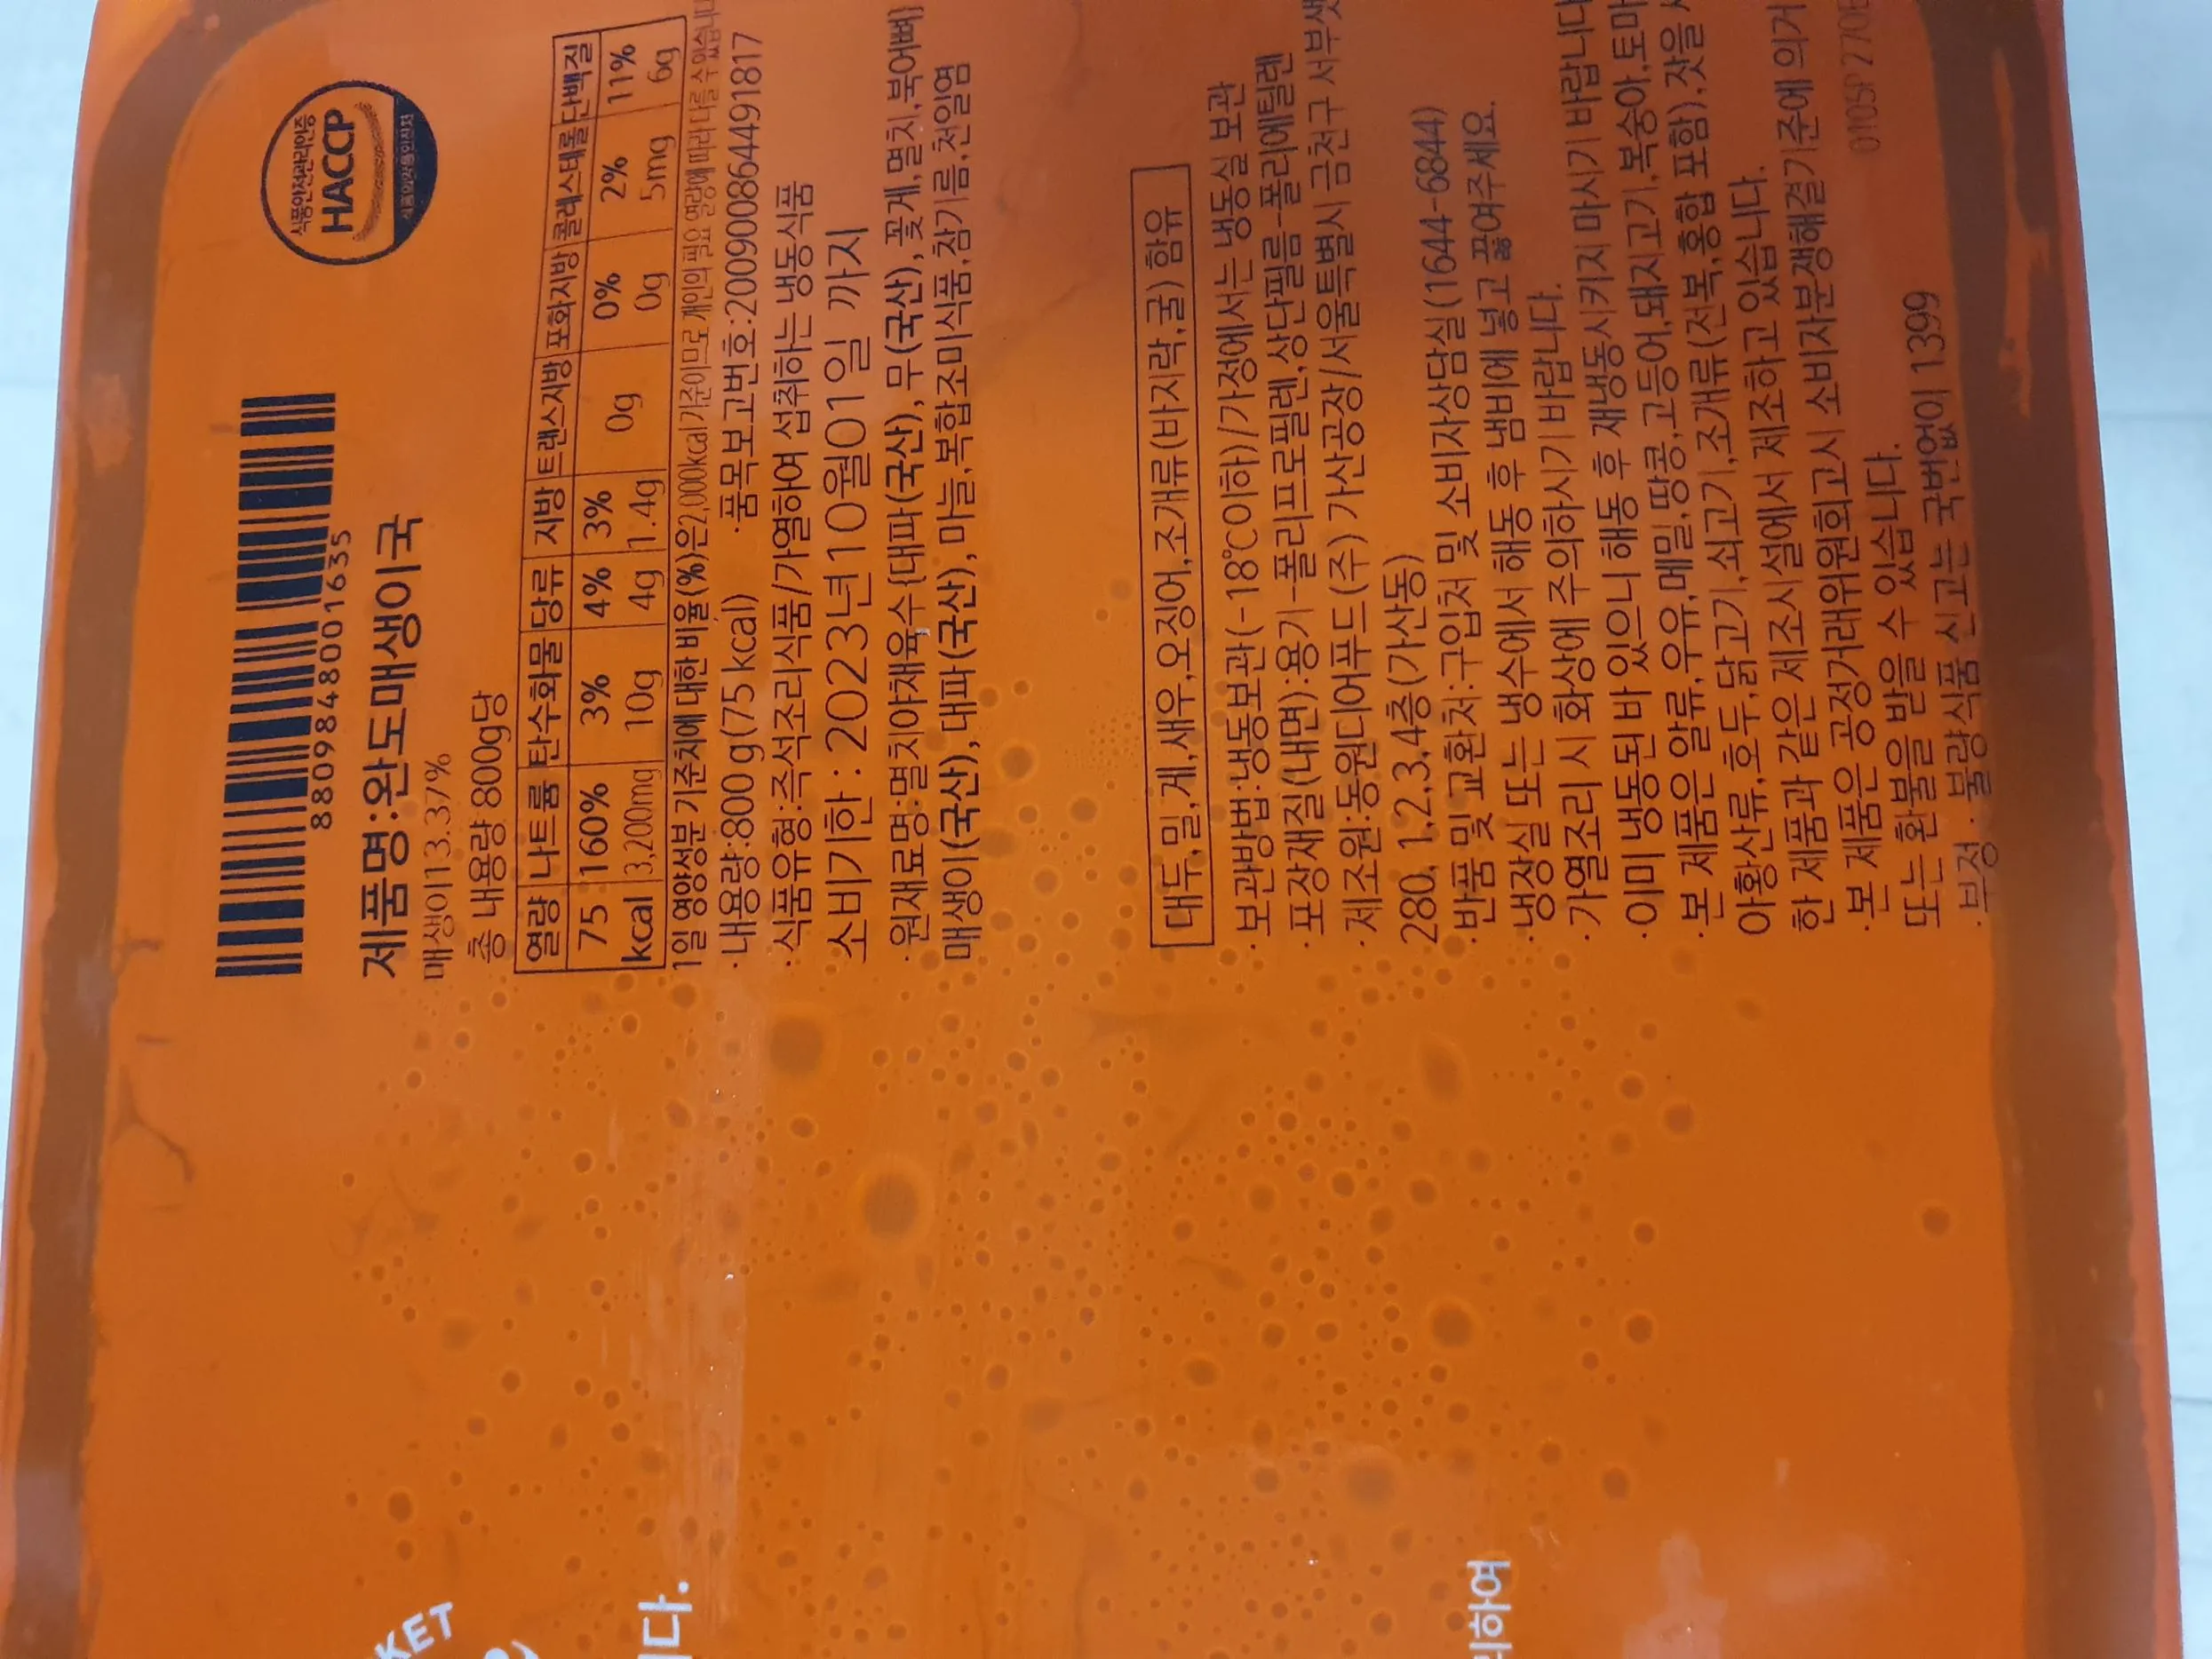 식품안전관리인증
HACCP
식품의약품안전처
8809848001635
제품명:완도매생이국
매생이13.37%
총 내용량 800g당
열량 나트륨 탄수화물 당류 지방 트랜스지방 포화지방 콜레스테롤 단백질
75 160% 3% 4% 3% 0g 0% 2% 11%
kcal 3,200mg 10g 4g 1.4g 0g 5mg 6g
1일 영양성분 기준치에 대한 비율(%)은2,000kcal기준이므로 개인의 필요 열량에 따라 다를 수 있습니다
·내용량:800 g(75 kcal) ·품목보고번호:2009008644918​17
·식품유형:즉석조리식품/가열하여 섭취하는 냉동식품
소비기한 : 2023년10월01일 까지
·원재료명:멸치야채육수{대파(국산), 무(국산), 꽃게,멸치,북어뼈}
매생이(국산), 대파(국산), 마늘,복합조미식품,참기름,천일염
대두,밀,게,새우,오징어,조개류(바지락,굴) 함유
·보관방법:냉동보관(-18℃이하)/가정에서는 냉동실 보관
·포장재질(내면):용기-폴리프로필렌,상단필름-폴리에틸렌
·제조원:동원디어푸드(주) 가산공장/서울특별시 금천구 서부샛
280, 1,2,3,4층(가산동)
·반품 및 교환처:구입처 및 소비자상담실(1644-6844)
·냉장실 또는 냉수에서 해동 후 냄비에 넣고 끓여주세요.
·가열조리 시 화상에 주의하시기 바랍니다.
·이미 냉동된 바 있으니 해동 후 재냉동시키지 마시기 바랍니다
·본 제품은 알류,우유,메밀,땅콩,고등어,돼지고기,복숭아,토마
아황산류,호두,닭고기,쇠고기,조개류(전복,홍합 포함),잣을
한 제품과 같은 제조시설에서 제조하고 있습니다.
·본 제품은 공정거래위원회고시 소비자분쟁해결기준에 의거
또는 환불을 받을 수 있습니다.
·부정·불량식품 신고는 국번없이 1399
KET
다.
하여